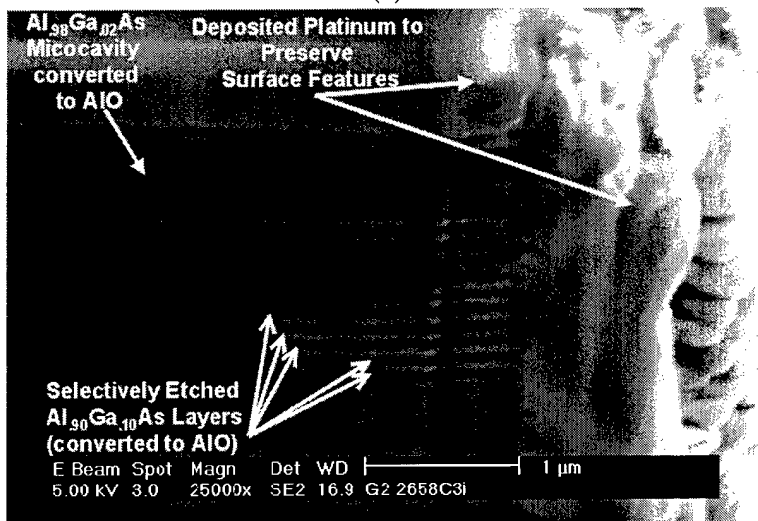 Al.98Ga.02As
Micocavity
converted
to AlO
Deposited Platinum to
Preserve
Surface Features
Selectively Etched
Al.90Ga.10As Layers
(converted to AlO)
E Beam Spot Magn Det WD 1 µm
5.00 kV 3.0 25000x SE2 16.9 G2 2658C3i